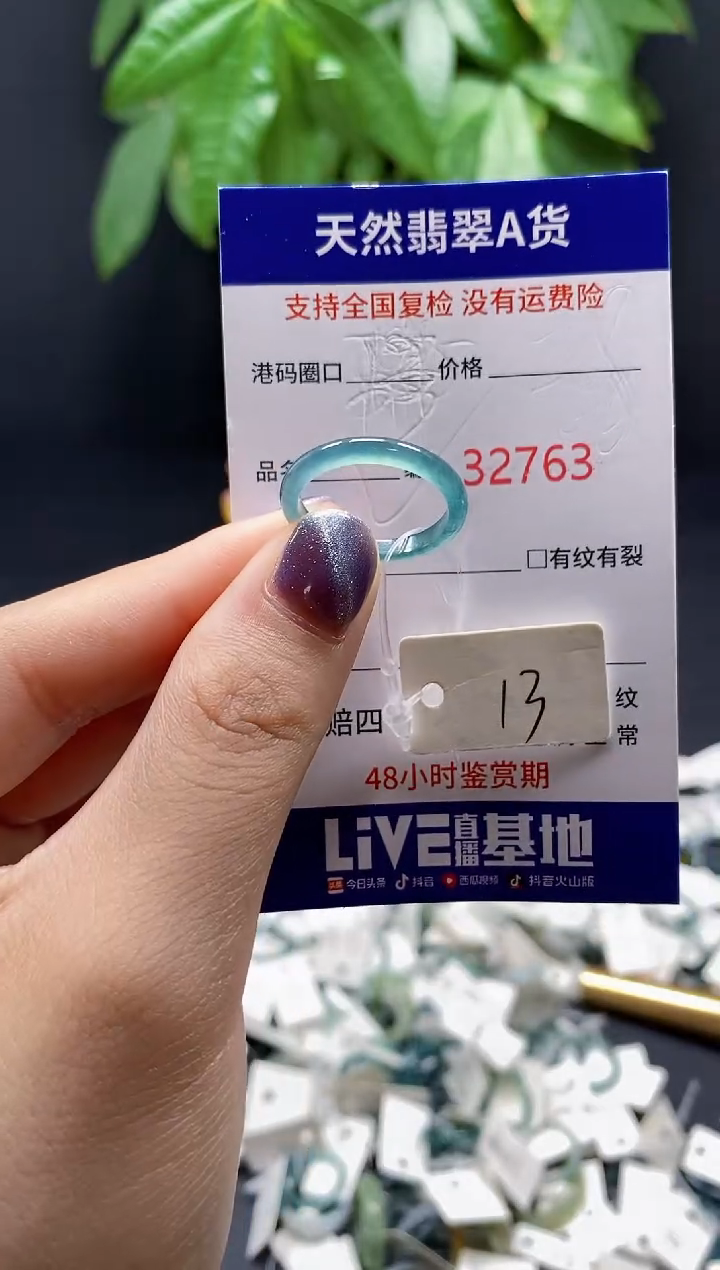 天然翡翠A货
支持全国复检 没有运费险
港码圈口 价格
品名 32763
□有纹有裂
13
赔四 纹
常
48小时鉴赏期
LiVE直播基地
今日头条 抖音 西瓜视频 抖音火山版